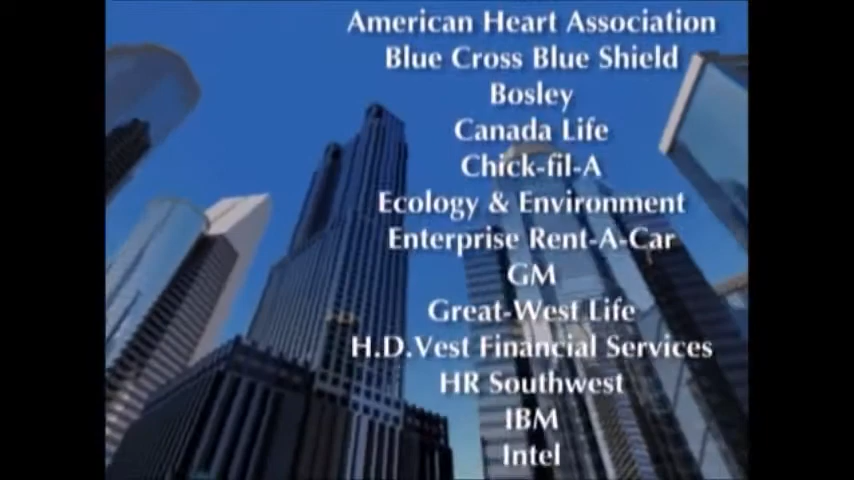 American Heart Association
Blue Cross Blue Shield
Bosley
Canada Life
Chick-fil-A
Ecology & Environment
Enterprise Rent-A-Car
GM
Great-West Life
H.D.Vest Financial Services
HR Southwest
IBM
Intel